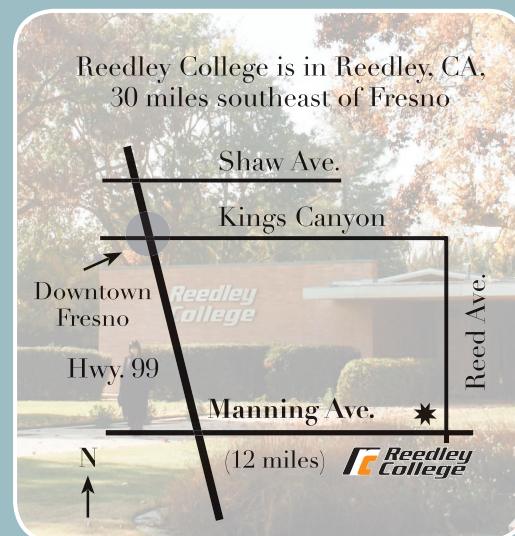 Reedley College is in Reedley, CA,
30 miles southeast of Fresno
Shaw Ave.
Kings Canyon
Downtown
Fresno
Reedley
College
Hwy. 99
Reed Ave.
Manning Ave.
N
(12 miles)
Reedley
College